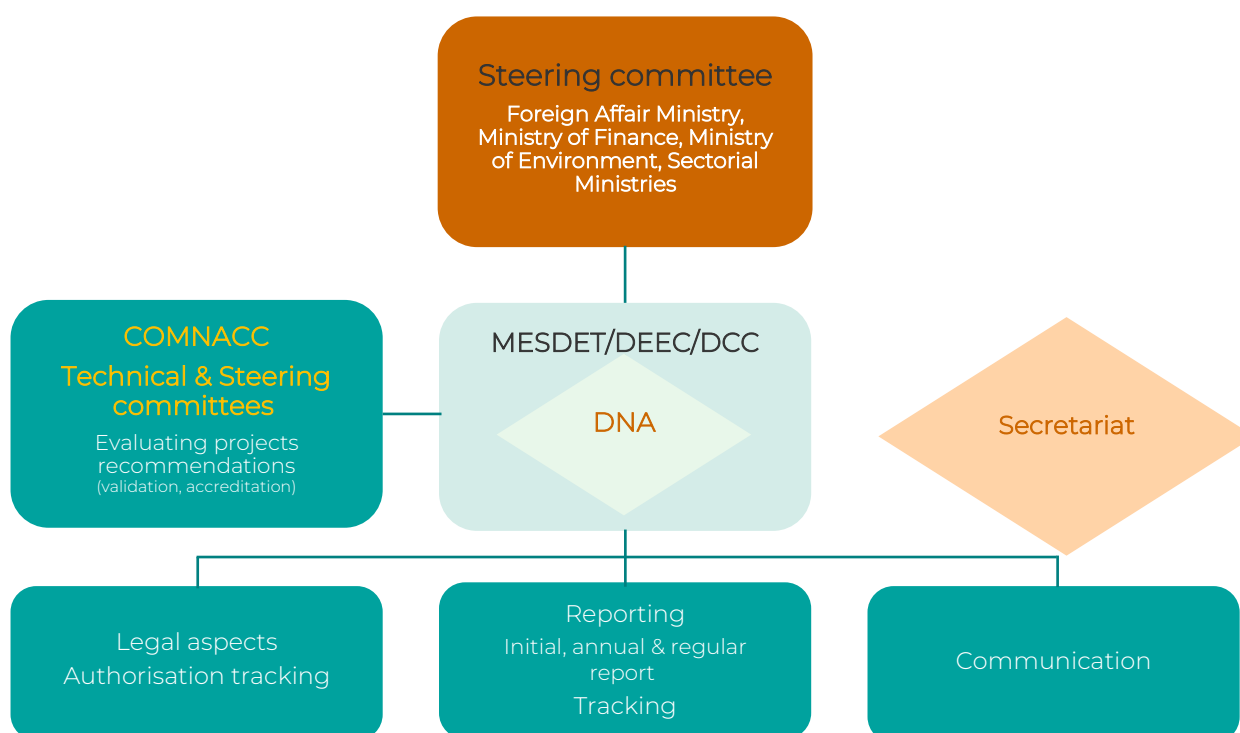 Steering committee
Foreign Affair Ministry,
Ministry of Finance, Ministry
of Environment, Sectorial
Ministries
COMNACC
Technical & Steering
committees
Evaluating projects
recommendations
(validation, accreditation)
MESDET/DEEC/DCC
DNA
Secretariat
Legal aspects
Authorisation tracking
Reporting
Initial, annual & regular
report
Tracking
Communication